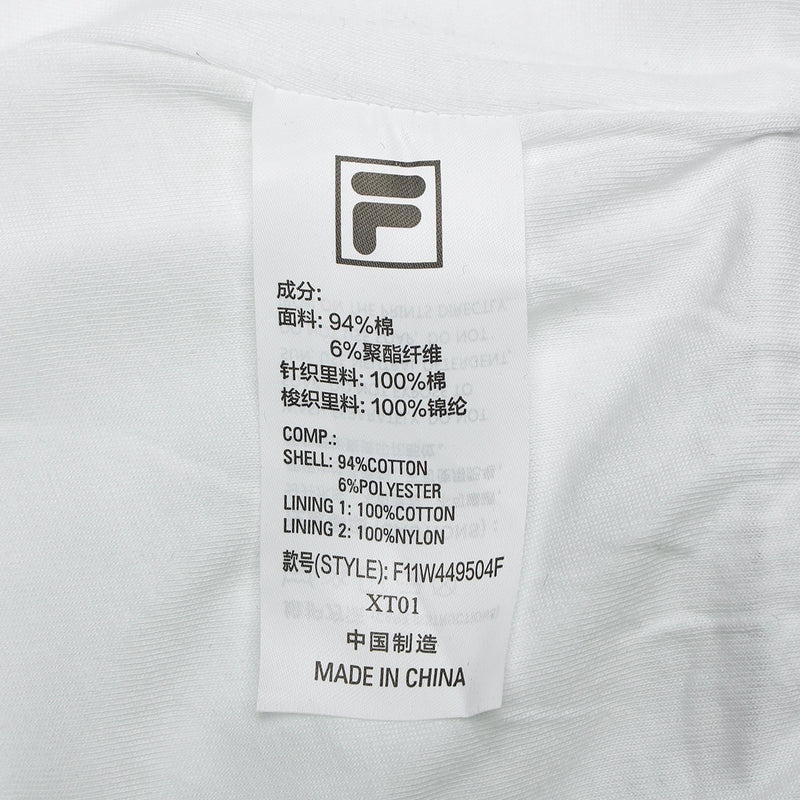 F
成分:
面料: 94%棉
6%聚酯纤维
针织里料: 100%棉
梭织里料: 100%锦纶
COMP.:
SHELL: 94%COTTON
6%POLYESTER
LINING 1: 100%COTTON
LINING 2: 100%NYLON
款号(STYLE): F11W449504F
XT01
中国制造
MADE IN CHINA